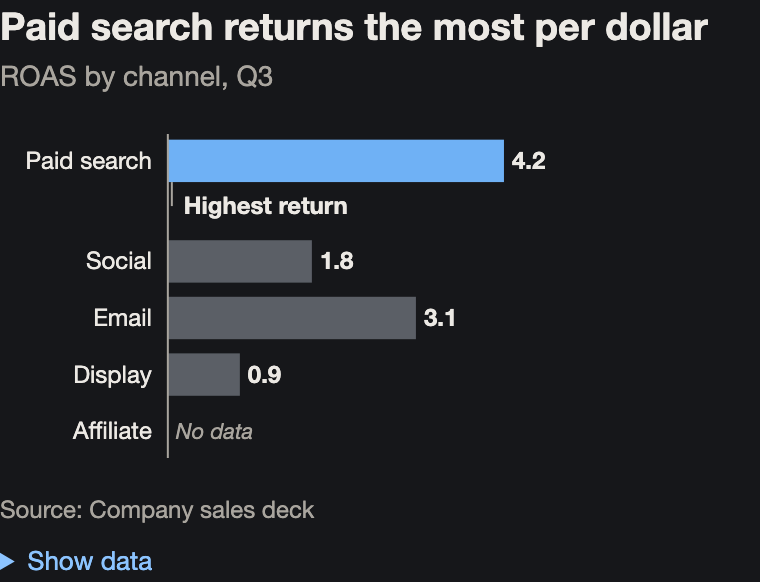 Paid search returns the most per dollar
ROAS by channel, Q3
Paid search 4.2
Highest return
Social 1.8
Email 3.1
Display 0.9
Affiliate No data
Source: Company sales deck
Show data